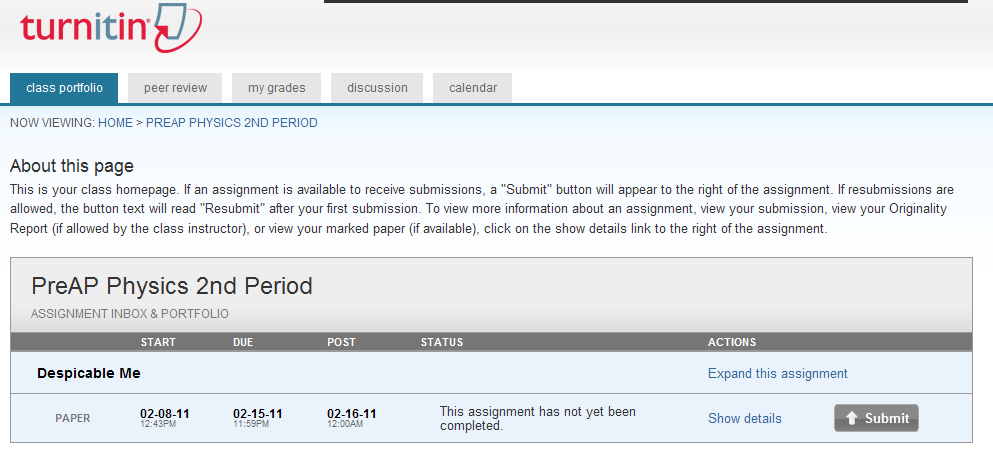 turnitin
class portfolio peer review my grades discussion calendar
NOW VIEWING: HOME > PREAP PHYSICS 2ND PERIOD
About this page
This is your class homepage. If an assignment is available to receive submissions, a "Submit" button will appear to the right of the assignment. If resubmissions are
allowed, the button text will read "Resubmit" after your first submission. To view more information about an assignment, view your submission, view your Originality
Report (if allowed by the class instructor), or view your marked paper (if available), click on the show details link to the right of the assignment.
PreAP Physics 2nd Period
ASSIGNMENT INBOX & PORTFOLIO
START DUE POST STATUS ACTIONS
Despicable Me Expand this assignment
PAPER 02-08-11 02-15-11 02-16-11 This assignment has not yet been Show details Submit
12:43PM 11:59PM 12:00AM completed.